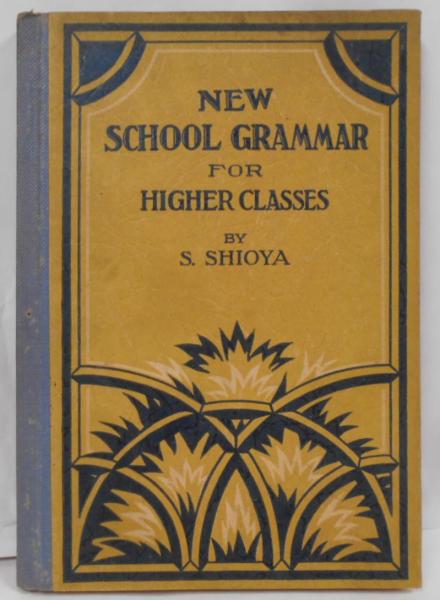 NEW
SCHOOL GRAMMAR
FOR
HIGHER CLASSES
BY
S. SHIOYA